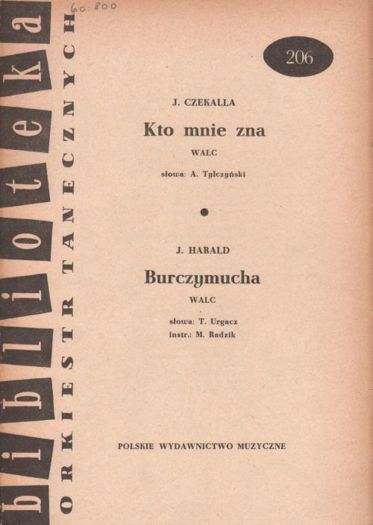 60.800
206
biblioteka
ORKIESTR TANECZNYCH
J. CZEKALLA
Kto mnie zna
WALC
słowa: A. Tylczyński
J. HARALD
Burczymucha
WALC
słowa: T. Urgacz
instr.: M. Radzik
POLSKIE WYDAWNICTWO MUZYCZNE